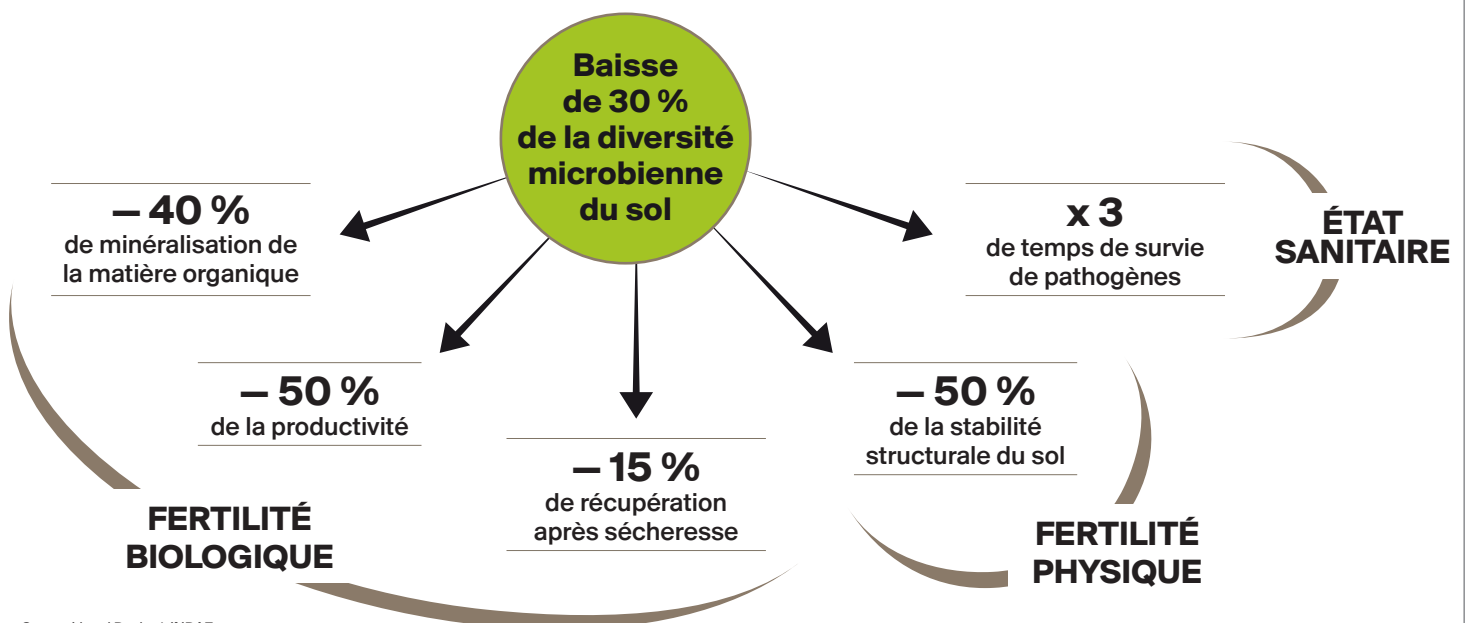 Baisse
de 30 %
de la diversité
microbienne
du sol
– 40 %
de minéralisation de
la matière organique
– 50 %
de la productivité
– 15 %
de récupération
après sécheresse
– 50 %
de la stabilité
structurale du sol
x 3
de temps de survie
de pathogènes
ÉTAT
SANITAIRE
FERTILITÉ
BIOLOGIQUE
FERTILITÉ
PHYSIQUE